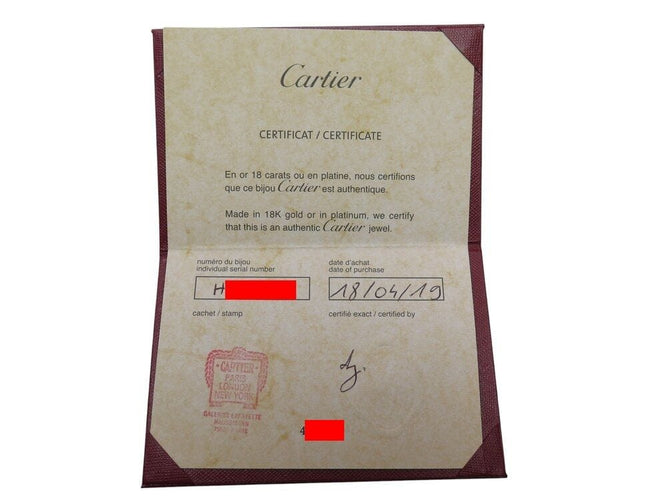 Cartier
CERTIFICAT / CERTIFICATE
En or 18 carats ou en platine, nous certifions
que ce bijou Cartier est authentique.
Made in 18K gold or in platinum, we certify
that this is an authentic Cartier jewel.
numéro du bijou
individual serial number
H
date d'achat
date of purchase
18/04/19
cachet / stamp
certifié exact / certified by
CARTIER
PARIS
LONDON
NEW YORK
GALERIES LAFAYETTE
HAUSSMANN
4